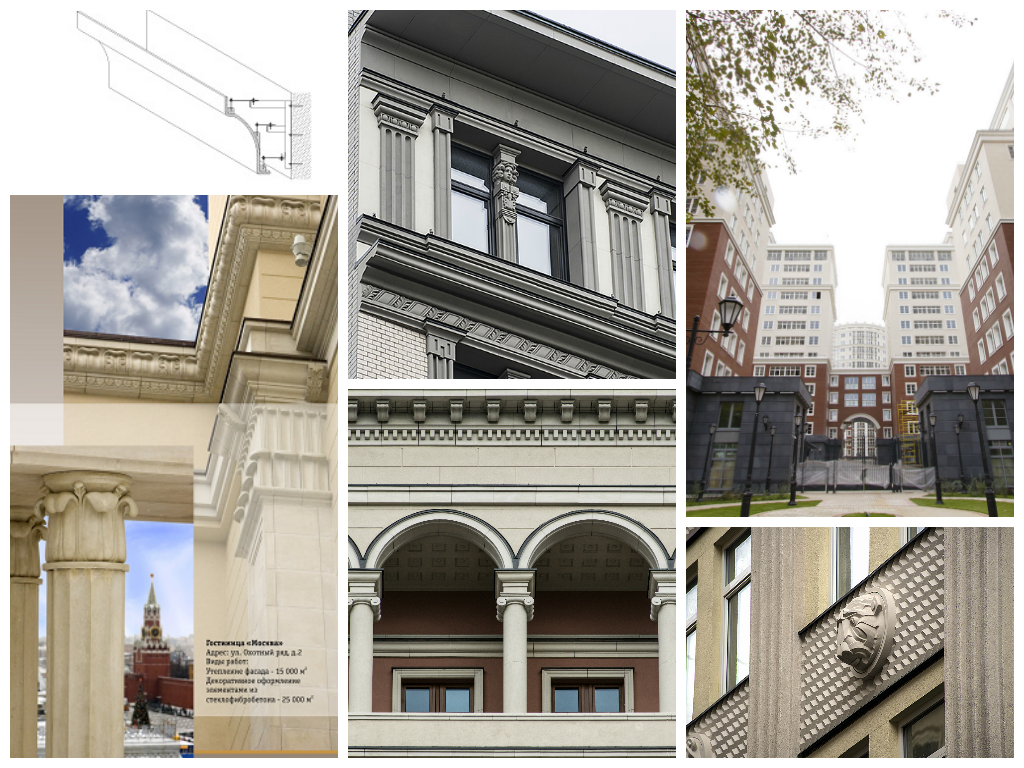 Гостиница «Москва»
Адрес: ул. Охотный ряд, д.2
Виды работ:
Утепление фасада - 15 000 м²
Декоративное оформление
элементами из
стеклофибробетона - 25 000 м²